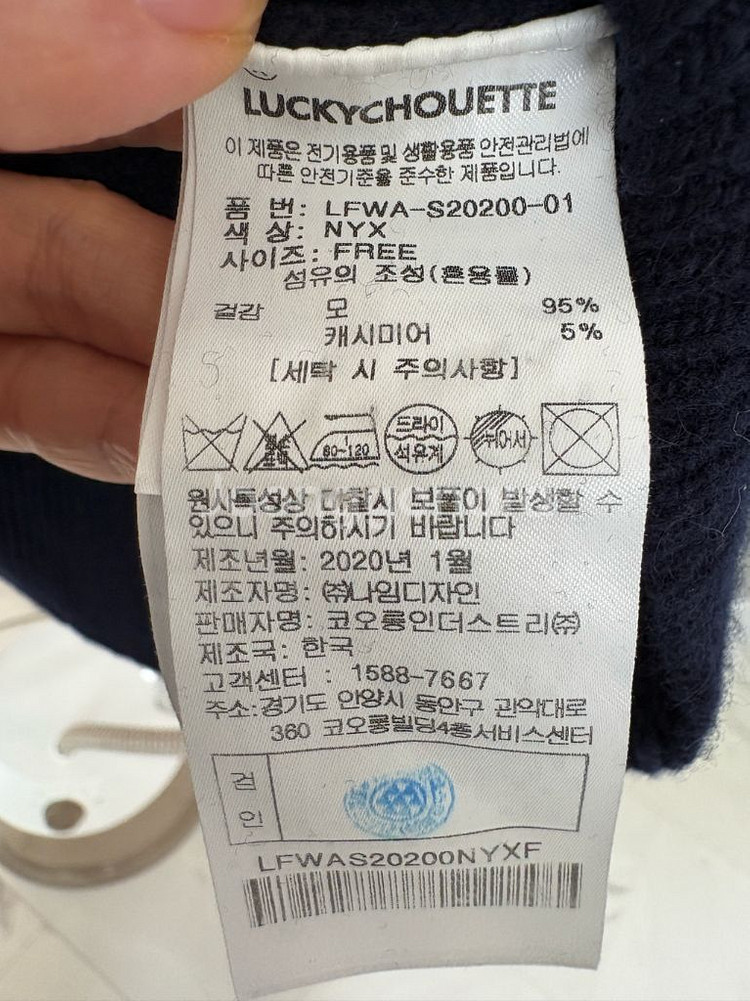 LUCKYCHOUETTE
이 제품은 전기용품 및 생활용품 안전관리법에
따른 안전기준을 준수한 제품입니다.
품 번: LFWA-S20200-01
색 상: NYX
사이즈: FREE
섬유의 조성(혼용률)
겉감 모 95%
캐시미어 5%
[세탁 시 주의사항]
80-120 드라이 석유계 뉘어서
원사특성상 마찰시 보풀이 발생할 수
있으니 주의하시기 바랍니다
제조년월: 2020년 1월
제조자명: ㈜나임디자인
판매자명: 코오롱인더스트리㈜
제조국: 한국
고객센터 : 1588-7667
주소:경기도 안양시 동안구 관악대로
360 코오롱빌딩4층서비스센터
검
인
LFWAS20200NYXF